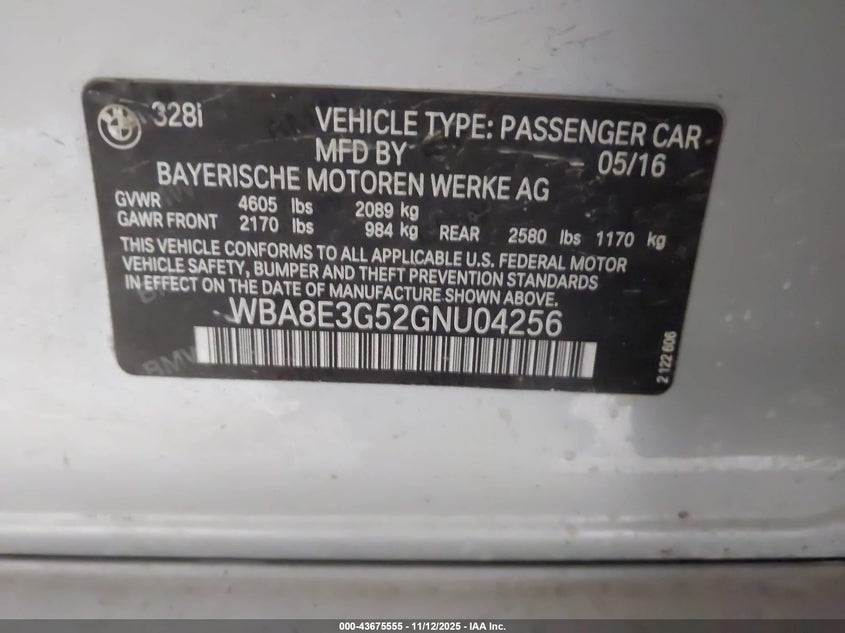 328i
VEHICLE TYPE: PASSENGER CAR
MFD BY 05/16
BAYERISCHE MOTOREN WERKE AG
GVWR 4605 lbs 2089 kg
GAWR FRONT 2170 lbs 984 kg REAR 2580 lbs 1170 kg
THIS VEHICLE CONFORMS TO ALL APPLICABLE U.S. FEDERAL MOTOR
VEHICLE SAFETY, BUMPER AND THEFT PREVENTION STANDARDS
IN EFFECT ON THE DATE OF MANUFACTURE SHOWN ABOVE.
WBA8E3G52GNU04256
2 122 606
000-43675555 - 11/12/2025 - IAA Inc.